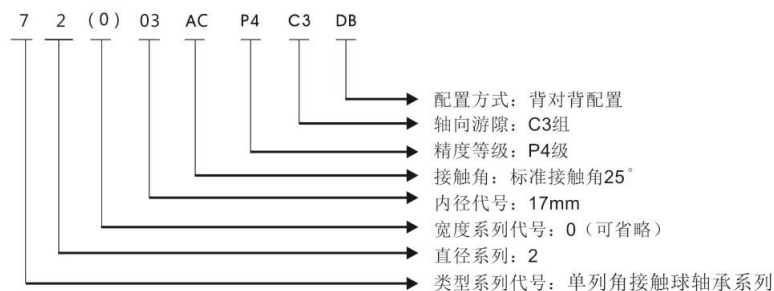 7 2 (0) 03 AC P4 C3 DB
配置方式：背对背配置
轴向游隙：C3组
精度等级：P4级
接触角：标准接触角25°
内径代号：17mm
宽度系列代号：0（可省略）
直径系列：2
类型系列代号：单列角接触球轴承系列